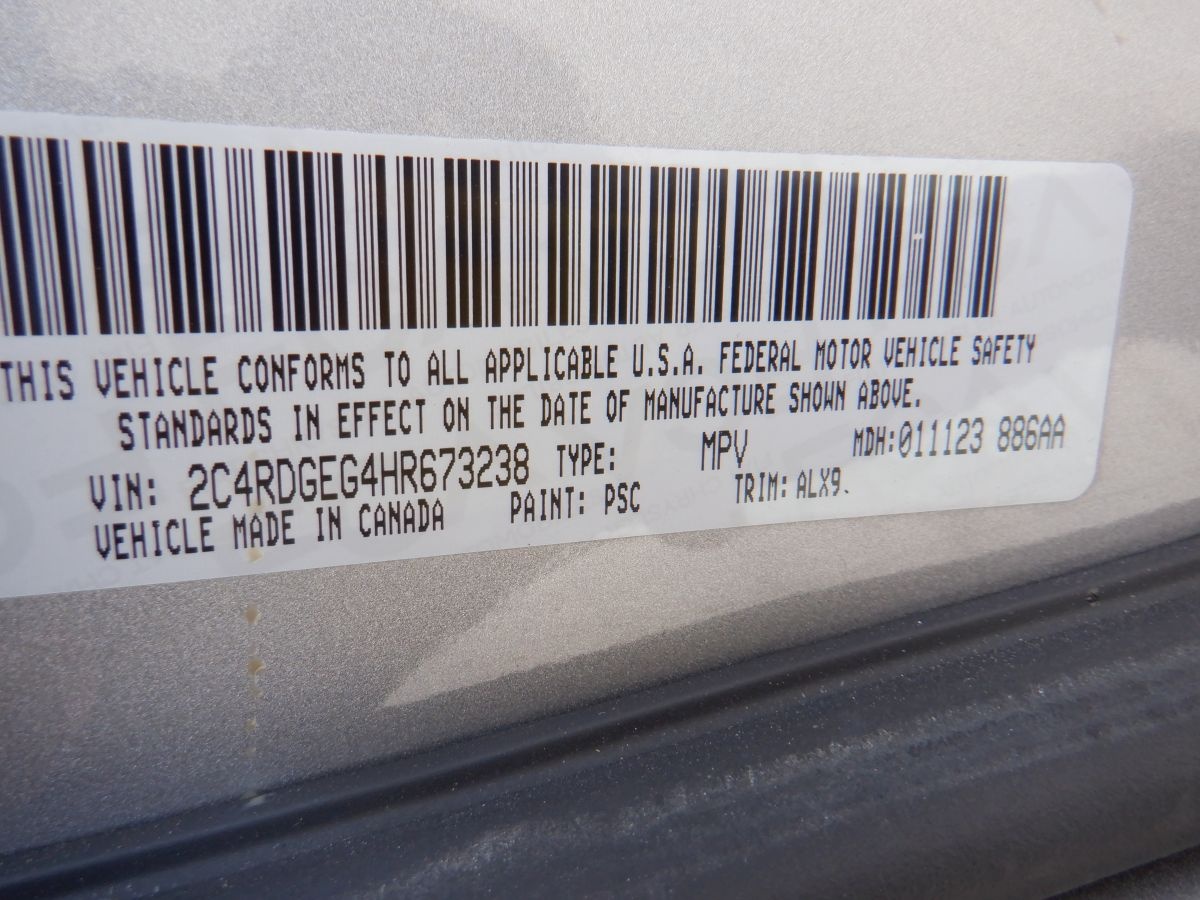 THIS VEHICLE CONFORMS TO ALL APPLICABLE U.S.A. FEDERAL MOTOR VEHICLE SAFETY
STANDARDS IN EFFECT ON THE DATE OF MANUFACTURE SHOWN ABOVE.
VIN: 2C4RDGEG4HR673238 TYPE: MPV MDH:011123 886AA
VEHICLE MADE IN CANADA PAINT: PSC TRIM: ALX9.